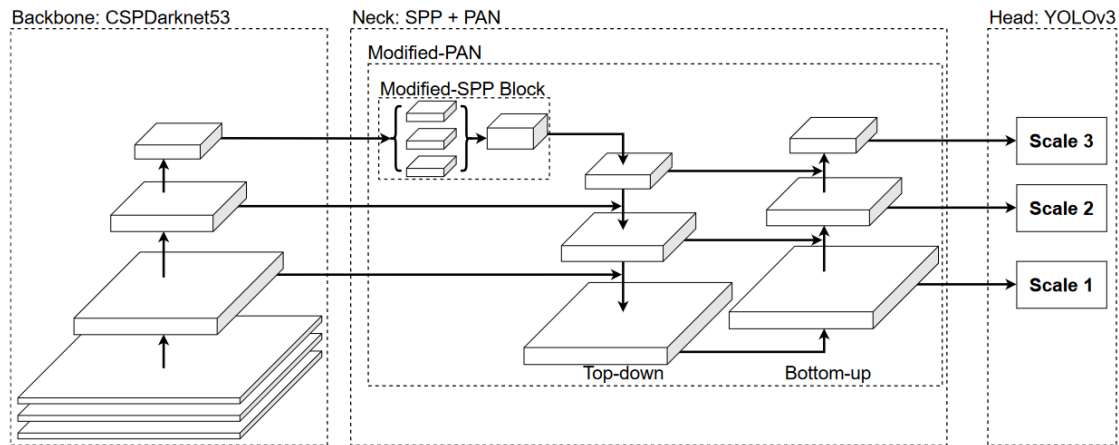 Backbone: CSPDarknet53
Neck: SPP + PAN
Head: YOLOv3
Modified-PAN
Modified-SPP Block
Scale 3
Scale 2
Scale 1
Top-down
Bottom-up